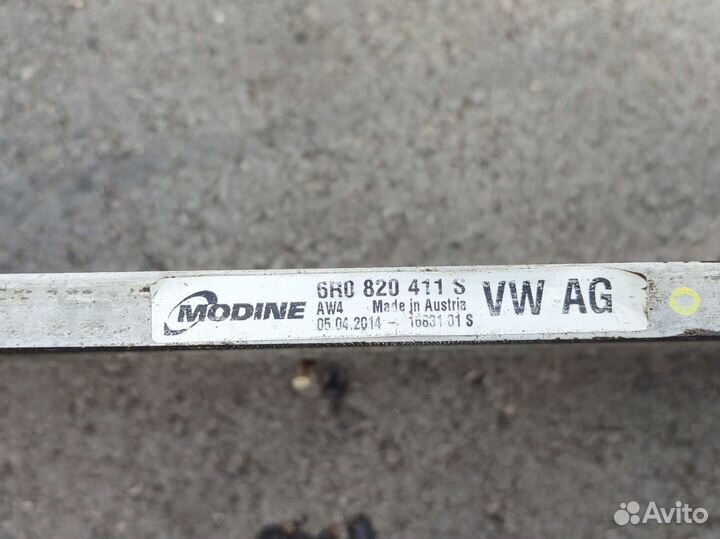 MODINE
6R0 820 411 S
AW4 Made in Austria
05.04.2014 - 16631 01 S
VW AG
Avito